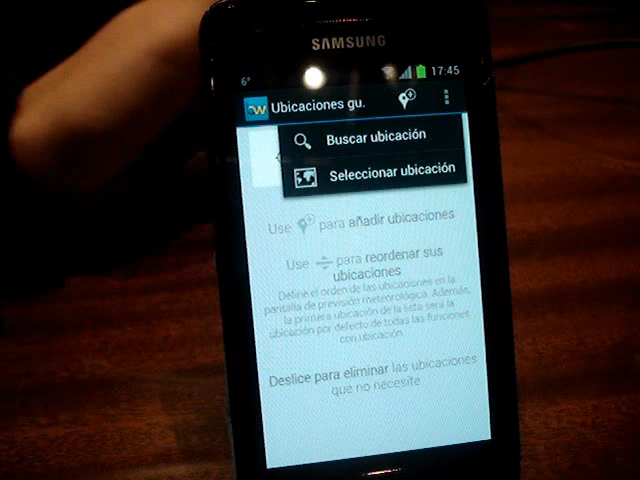 SAMSUNG
6° 17:45
Ubicaciones gu.
Buscar ubicación
Seleccionar ubicación
Use para añadir ubicaciones
Use para reordenar sus
ubicaciones
Define el orden de las ubicaciones en la
pantalla de previsión meteorológica. Además,
la primera ubicación de la lista será la
ubicación por defecto de todas las funciones
con ubicación.
Deslice para eliminar las ubicaciones
que no necesite